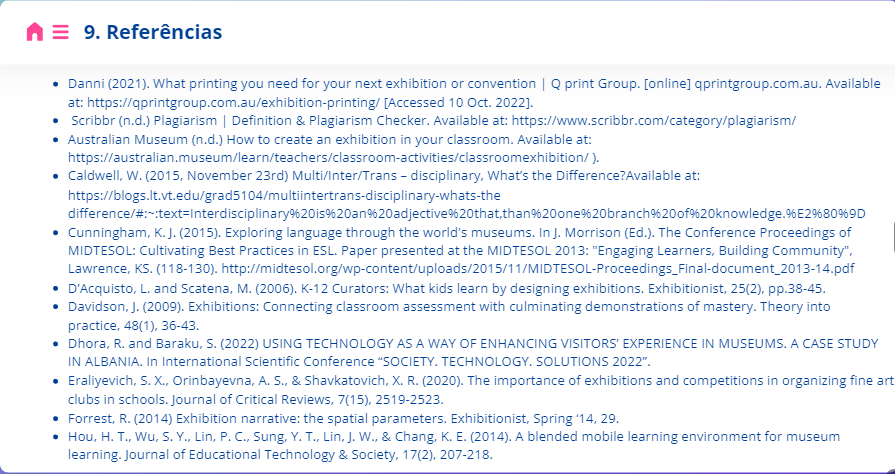 9. Referências
• Danni (2021). What printing you need for your next exhibition or convention | Q print Group. [online] qprintgroup.com.au. Available
at: https://qprintgroup.com.au/exhibition-printing/ [Accessed 10 Oct. 2022].
• Scribbr (n.d.) Plagiarism | Definition & Plagiarism Checker. Available at: https://www.scribbr.com/category/plagiarism/
• Australian Museum (n.d.) How to create an exhibition in your classroom. Available at:
https://australian.museum/learn/teachers/classroom-activities/classroomexhibition/ ).
• Caldwell, W. (2015, November 23rd) Multi/Inter/Trans – disciplinary, What’s the Difference?Available at:
https://blogs.lt.vt.edu/grad5104/multiintertrans-disciplinary-whats-the
difference/#:~:text=Interdisciplinary%20is%20an%20adjective%20that,than%20one%20branch%20of%20knowledge.%E2%80%9D
• Cunningham, K. J. (2015). Exploring language through the world's museums. In J. Morrison (Ed.). The Conference Proceedings of
MIDTESOL: Cultivating Best Practices in ESL. Paper presented at the MIDTESOL 2013: "Engaging Learners, Building Community",
Lawrence, KS. (118-130). http://midtesol.org/wp-content/uploads/2015/11/MIDTESOL-Proceedings_Final-document_2013-14.pdf
• D’Acquisto, L. and Scatena, M. (2006). K-12 Curators: What kids learn by designing exhibitions. Exhibitionist, 25(2), pp.38-45.
• Davidson, J. (2009). Exhibitions: Connecting classroom assessment with culminating demonstrations of mastery. Theory into
practice, 48(1), 36-43.
• Dhora, R. and Baraku, S. (2022) USING TECHNOLOGY AS A WAY OF ENHANCING VISITORS’ EXPERIENCE IN MUSEUMS. A CASE STUDY
IN ALBANIA. In International Scientific Conference “SOCIETY. TECHNOLOGY. SOLUTIONS 2022”.
• Eraliyevich, S. X., Orinbayevna, A. S., & Shavkatovich, X. R. (2020). The importance of exhibitions and competitions in organizing fine art
clubs in schools. Journal of Critical Reviews, 7(15), 2519-2523.
• Forrest, R. (2014) Exhibition narrative: the spatial parameters. Exhibitionist, Spring ‘14, 29.
• Hou, H. T., Wu, S. Y., Lin, P. C., Sung, Y. T., Lin, J. W., & Chang, K. E. (2014). A blended mobile learning environment for museum
learning. Journal of Educational Technology & Society, 17(2), 207-218.